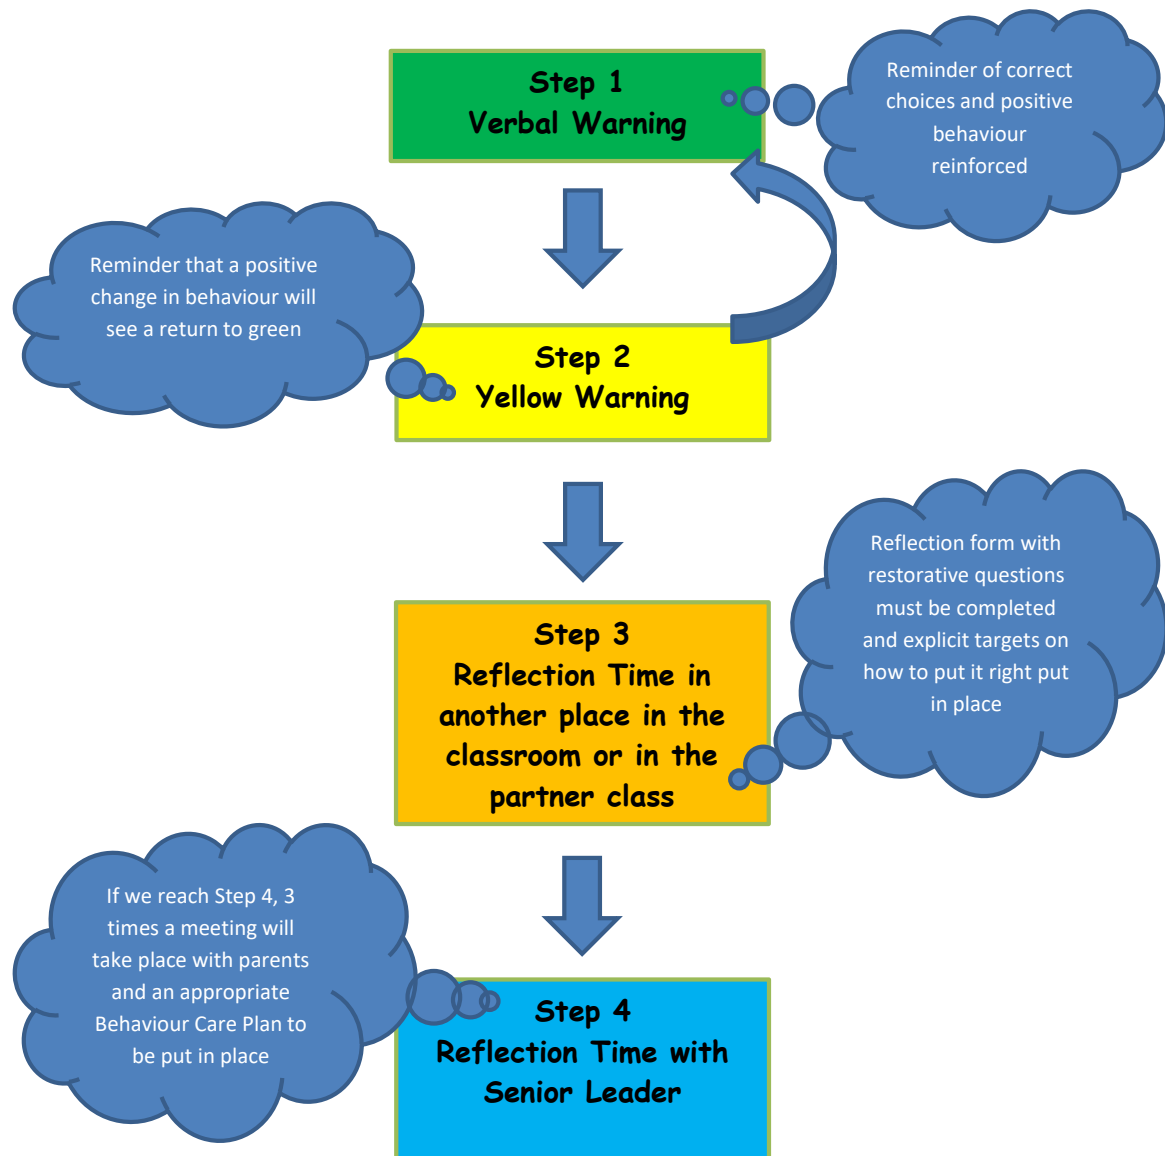 Step 1
Verbal Warning
Reminder of correct
choices and positive
behaviour
reinforced
Reminder that a positive
change in behaviour will
see a return to green
Step 2
Yellow Warning
Step 3
Reflection Time in
another place in the
classroom or in the
partner class
Reflection form with
restorative questions
must be completed
and explicit targets on
how to put it right put
in place
If we reach Step 4, 3
times a meeting will
take place with parents
and an appropriate
Behaviour Care Plan to
be put in place
Step 4
Reflection Time with
Senior Leader